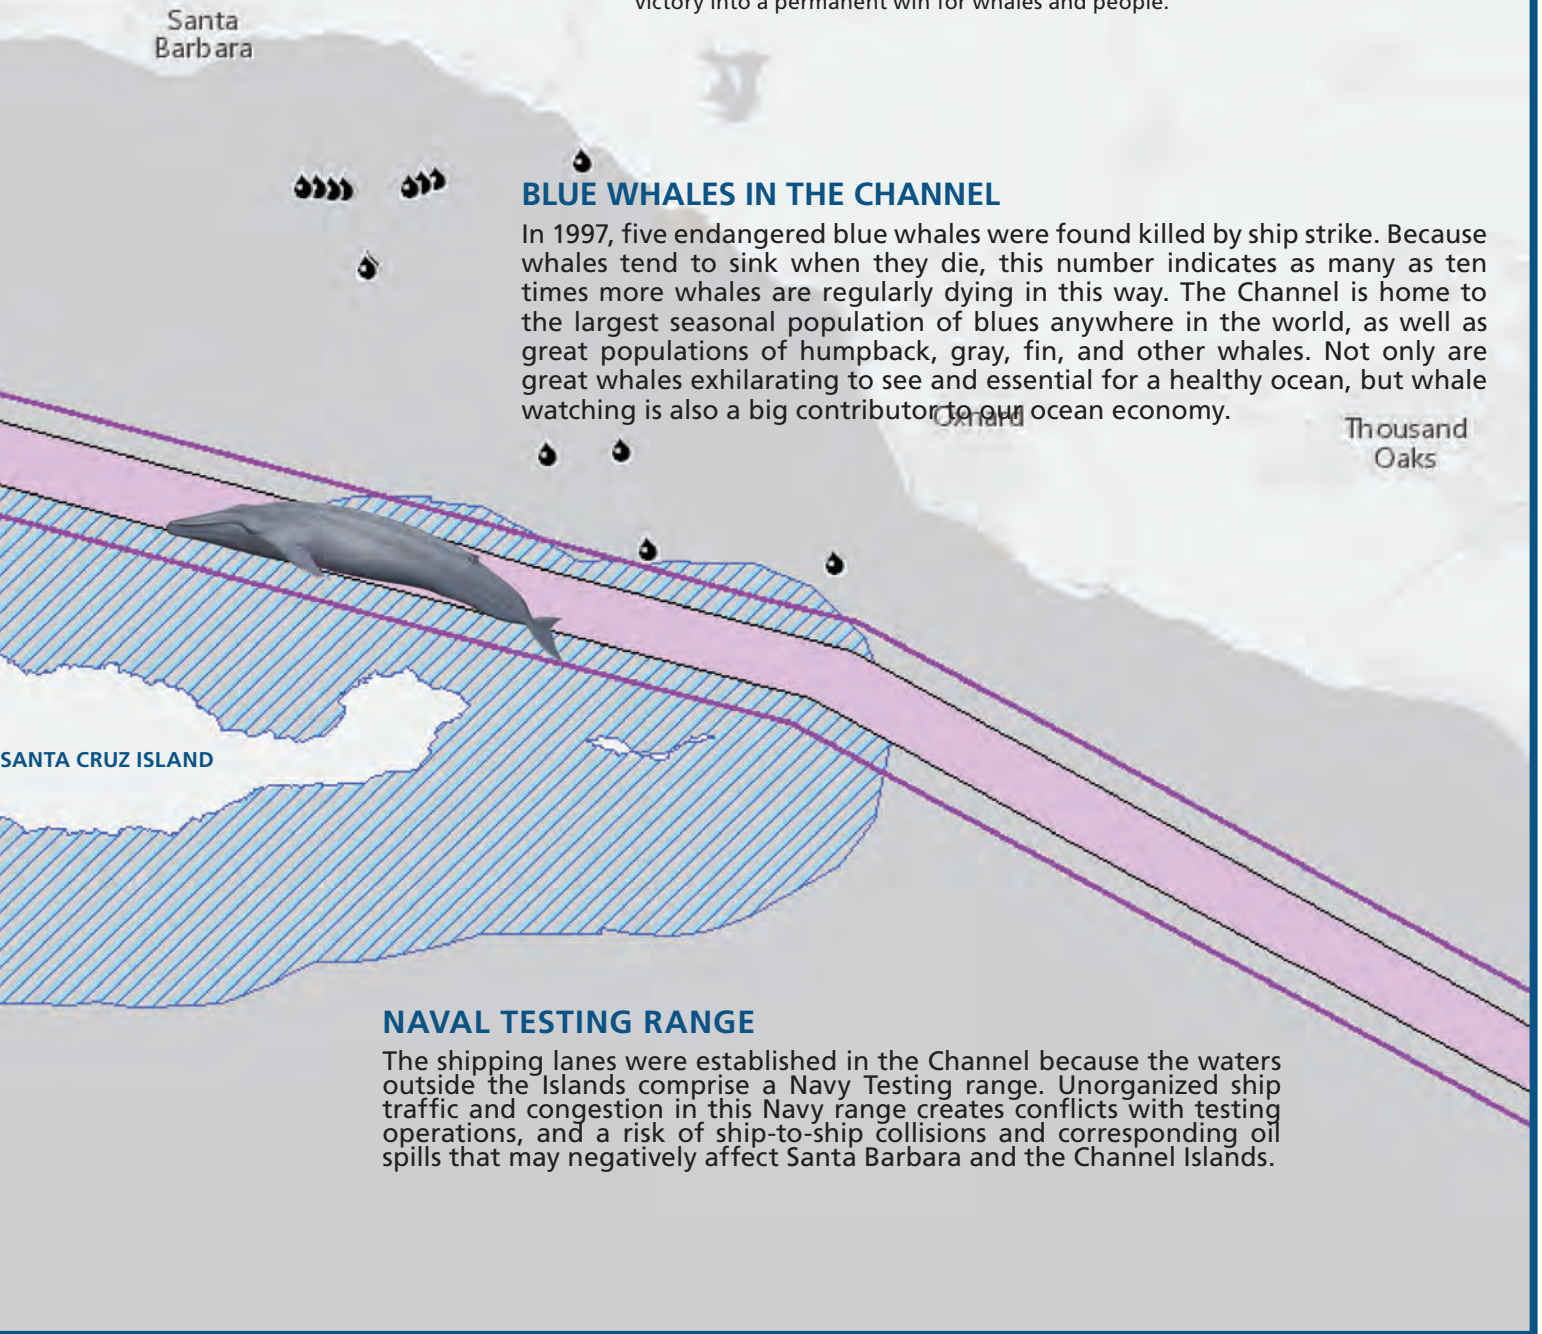 victory into a permanent win for whales and people.
Santa
Barbara
BLUE WHALES IN THE CHANNEL
In 1997, five endangered blue whales were found killed by ship strike. Because
whales tend to sink when they die, this number indicates as many as ten
times more whales are regularly dying in this way. The Channel is home to
the largest seasonal population of blues anywhere in the world, as well as
great populations of humpback, gray, fin, and other whales. Not only are
great whales exhilarating to see and essential for a healthy ocean, but whale
watching is also a big contributor to our ocean economy.
Oxnard
Thousand
Oaks
SANTA CRUZ ISLAND
NAVAL TESTING RANGE
The shipping lanes were established in the Channel because the waters
outside the Islands comprise a Navy Testing range. Unorganized ship
traffic and congestion in this Navy range creates conflicts with testing
operations, and a risk of ship-to-ship collisions and corresponding oil
spills that may negatively affect Santa Barbara and the Channel Islands.